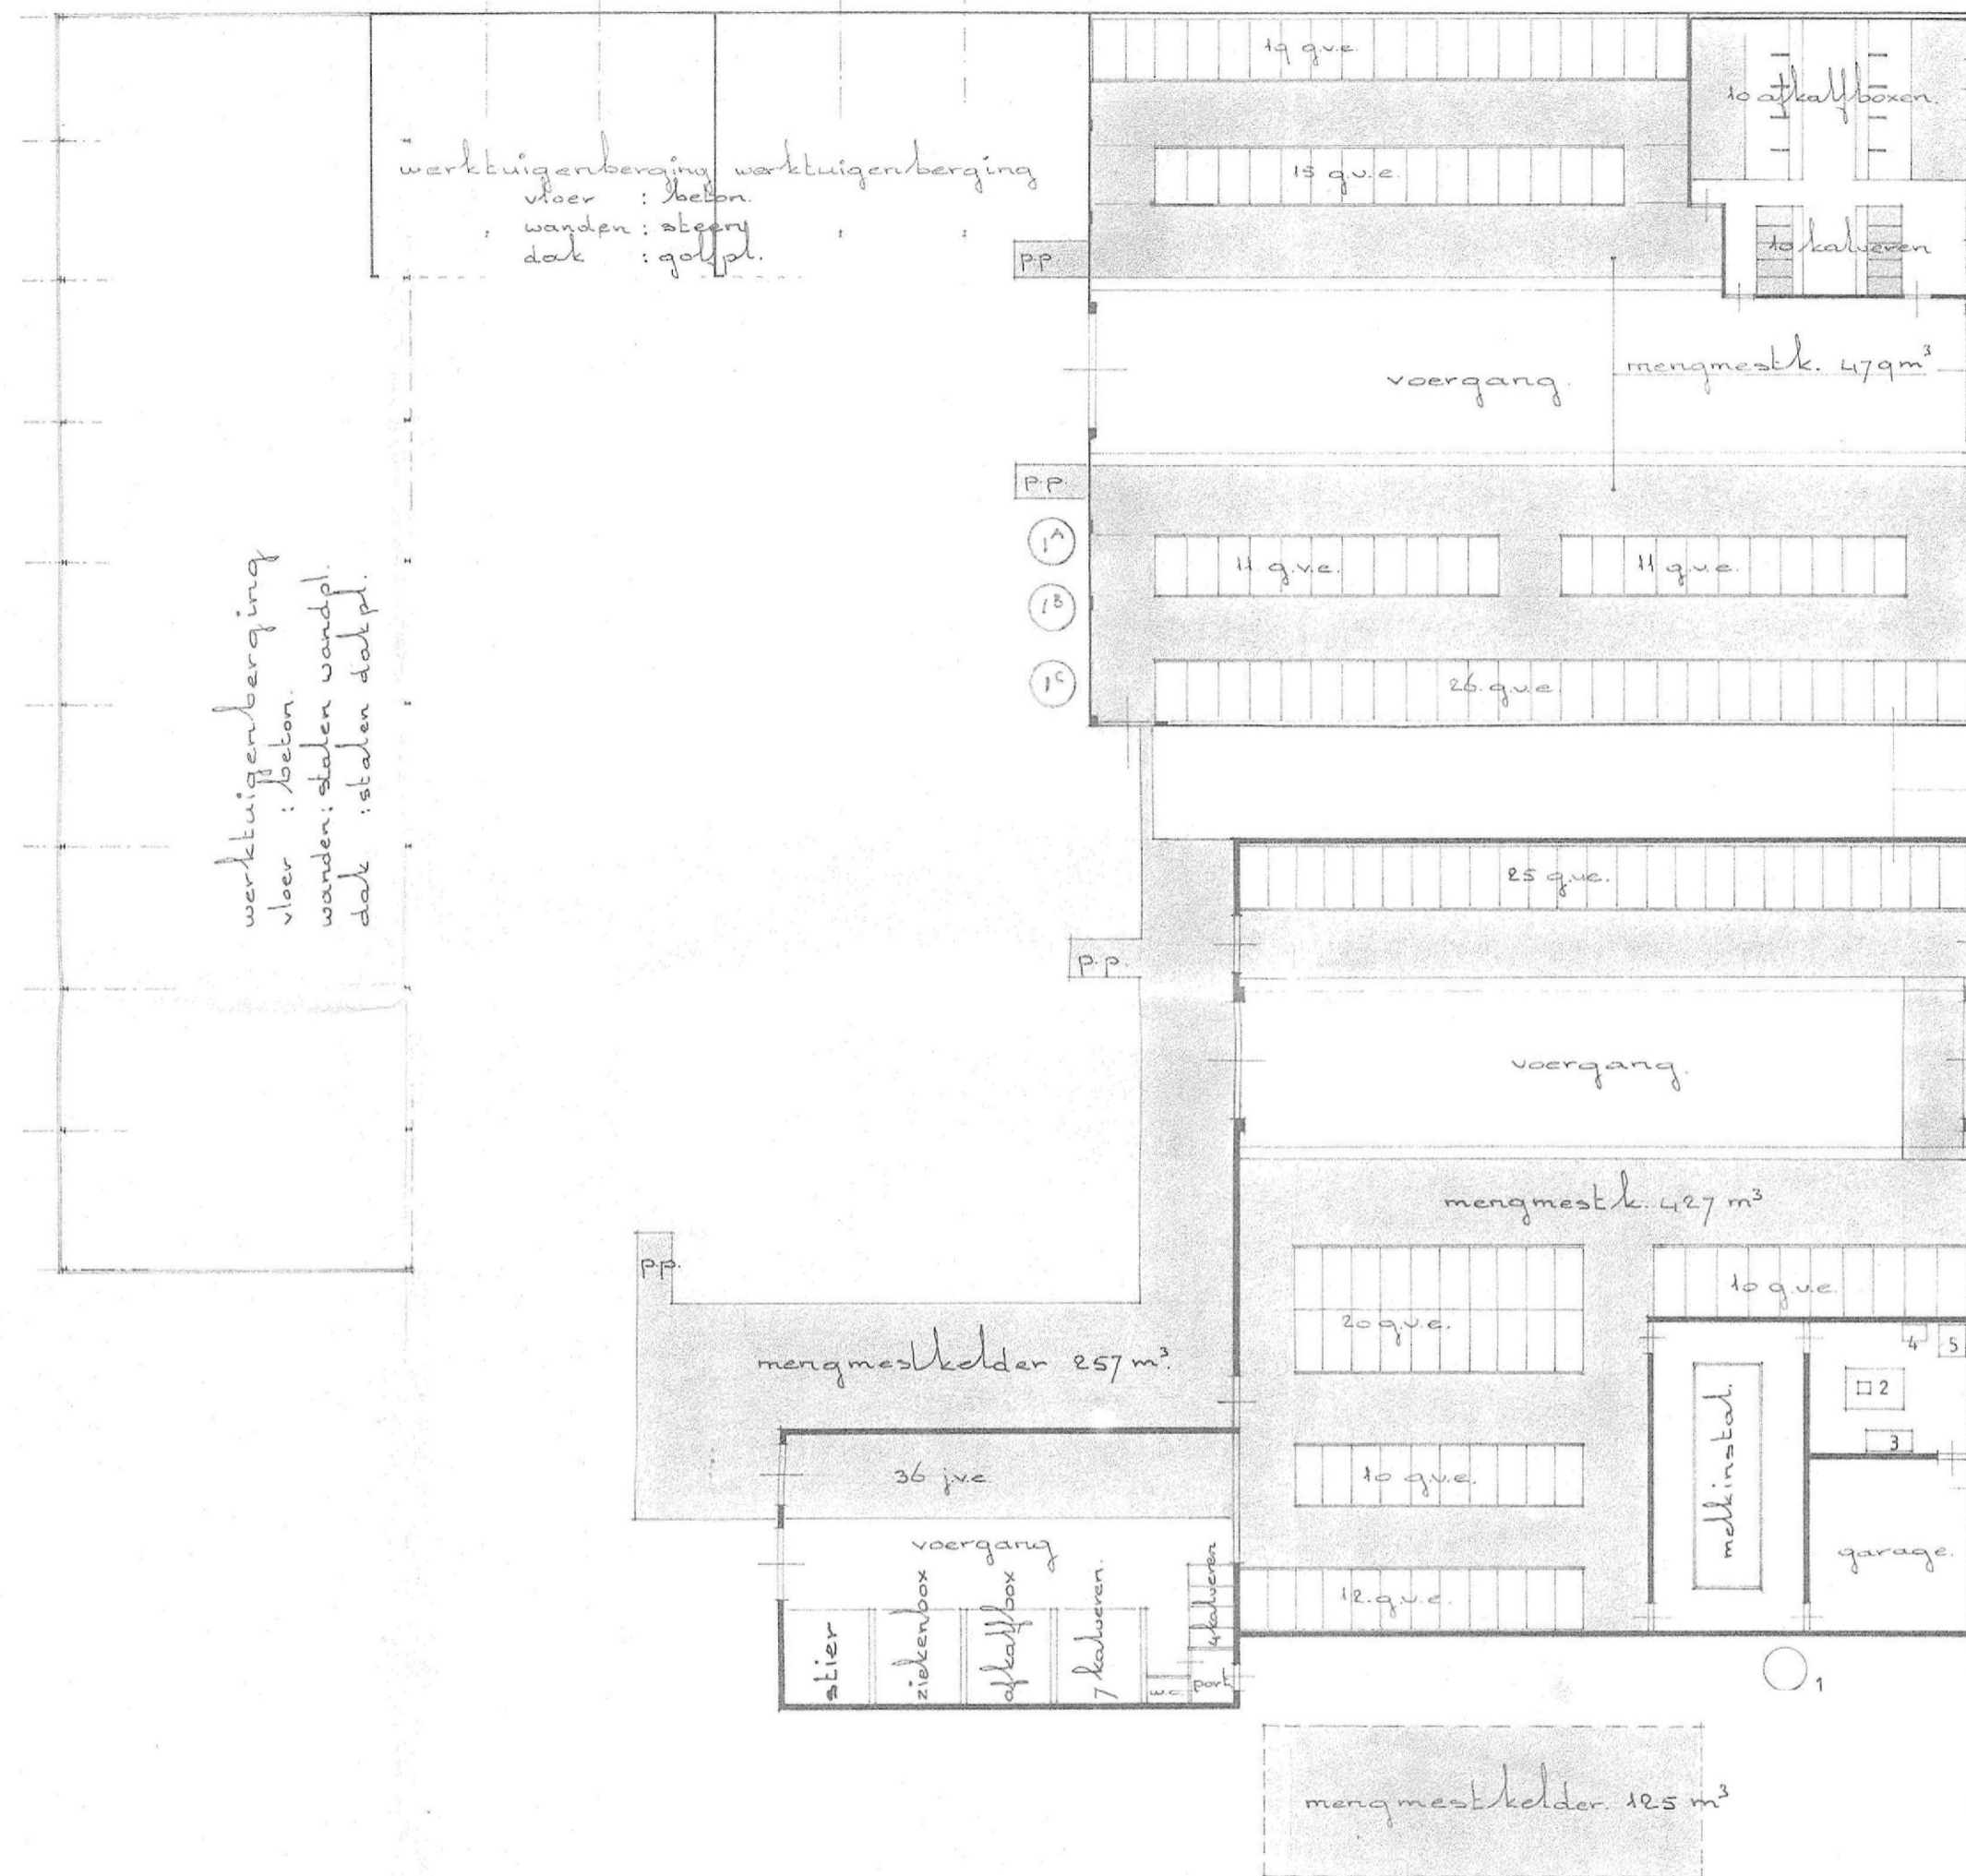 19 g.v.e.
10 afkalfboxen.
werktuigenberging
werktuigenberging
vloer : beton.
wanden : steen
dak : golfpl.
15 g.v.e.
10 kalveren
p.p.
voergang.
mengmestk. 479 m³
p.p.
1A
11 g.v.e.
11 g.v.e.
1B
1C
26 g.v.e.
werktuigenberging
vloer : beton.
wanden : stalen wandpl.
dak : stalen dakpl.
25 g.v.e.
p.p.
voergang.
mengmestk. 427 m³
p.p.
10 g.v.e.
20 g.v.e.
4
5
mengmestkelder 257 m³.
2
melkinstal.
3
36 j.v.e.
10 g.v.e.
voergang
garage.
stier
ziekenbox
afkalfbox
7 kalveren.
4 kalveren
12. g.v.e.
w.c.
port.
1
mengmestkelder. 125 m³